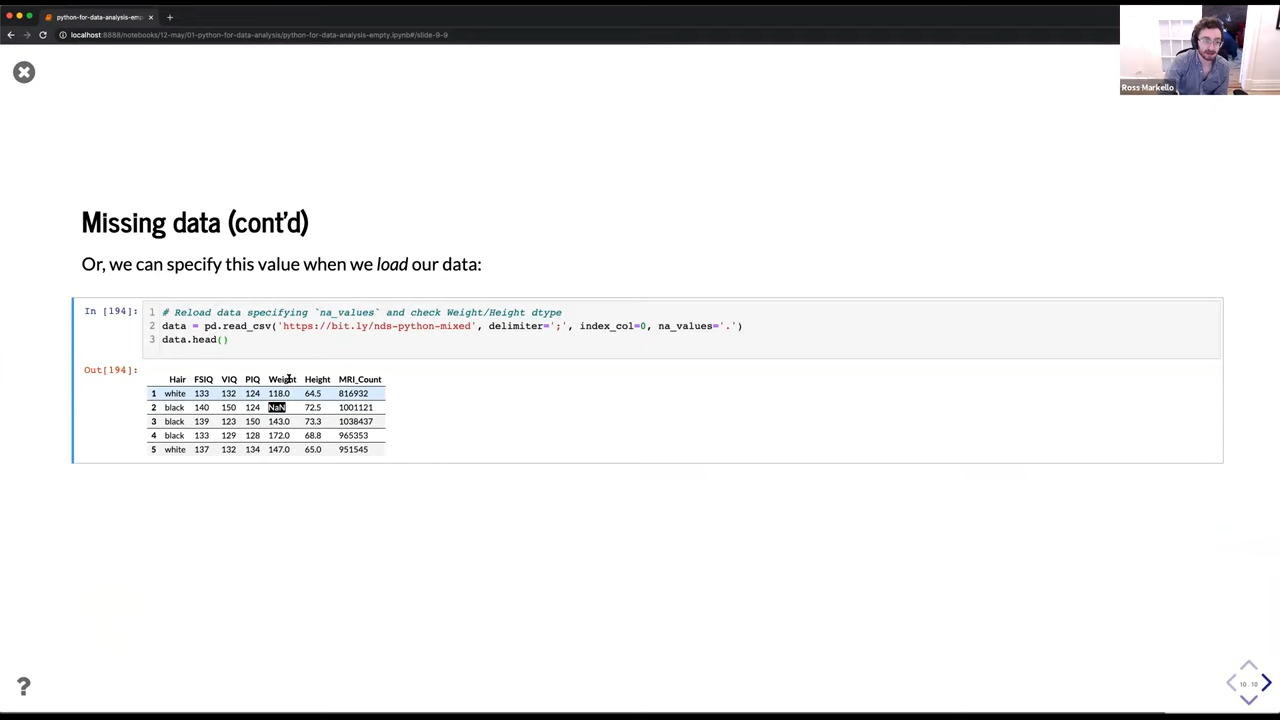 python-for-data-analysis-emp
localhost:8888/notebooks/12-may/01-python-for-data-analysis/python-for-data-analysis-empty.ipynb#/slide-9-9
Ross Markello
Missing data (cont'd)
Or, we can specify this value when we load our data:
In [194]:
1 # Reload data specifying `na_values` and check Weight/Height dtype
2 data = pd.read_csv('https://bit.ly/nds-python-mixed', delimiter=';', index_col=0, na_values='.')
3 data.head()
Out[194]:
Hair FSIQ VIQ PIQ Weight Height MRI_Count
1 white 133 132 124 118.0 64.5 816932
2 black 140 150 124 NaN 72.5 1001121
3 black 139 123 150 143.0 73.3 1038437
4 black 133 129 128 172.0 68.8 965353
5 white 137 132 134 147.0 65.0 951545
?
10.10